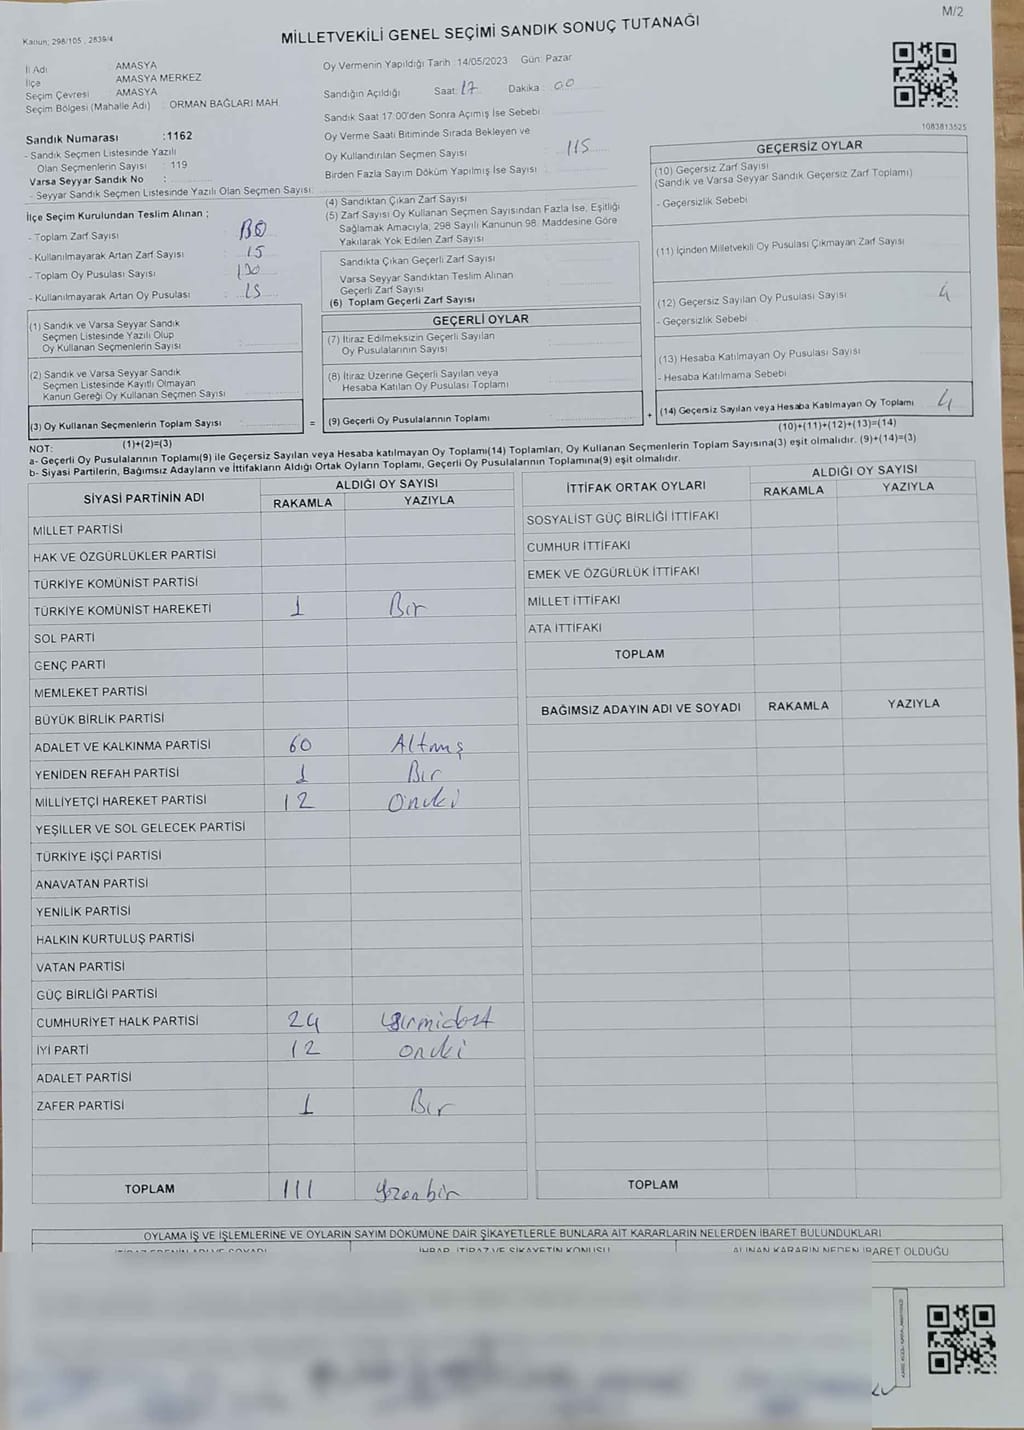 M/2
Kanun; 298/105 , 2839/4
MİLLETVEKİLİ GENEL SEÇİMİ SANDIK SONUÇ TUTANAĞI
İl Adı : AMASYA
İlçe : AMASYA MERKEZ
Seçim Çevresi : AMASYA
Seçim Bölgesi (Mahalle Adı) : ORMAN BAĞLARI MAH.
Sandık Numarası :1162
- Sandık Seçmen Listesinde Yazılı
Olan Seçmenlerin Sayısı : 119
Varsa Seyyar Sandık No :
- Seyyar Sandık Seçmen Listesinde Yazılı Olan Seçmen Sayısı:
Oy Vermenin Yapıldığı Tarih :14/05/2023 Gün: Pazar
Sandığın Açıldığı Saat: 17 Dakika : 00
Sandık Saat 17.00'den Sonra Açımış İse Sebebi
Oy Verme Saati Bitiminde Sırada Bekleyen ve
Oy Kullandırılan Seçmen Sayısı : 115
Birden Fazla Sayım Döküm Yapılmış İse Sayısı :
1083813525
İlçe Seçim Kurulundan Teslim Alınan ;
- Toplam Zarf Sayısı :
- Kullanılmayarak Artan Zarf Sayısı : 15
- Toplam Oy Pusulası Sayısı : 130
- Kullanılmayarak Artan Oy Pusulası : 15
(4) Sandıktan Çıkan Zarf Sayısı
(5) Zarf Sayısı Oy Kullanan Seçmen Sayısından Fazla İse, Eşitliği
Sağlamak Amacıyla, 298 Sayılı Kanunun 98. Maddesine Göre
Yakılarak Yok Edilen Zarf Sayısı
Sandıkta Çıkan Geçerli Zarf Sayısı
Varsa Seyyar Sandıktan Teslim Alınan
Geçerli Zarf Sayısı
(6) Toplam Geçerli Zarf Sayısı
GEÇERSİZ OYLAR
(10) Geçersiz Zarf Sayısı
(Sandık ve Varsa Seyyar Sandık Geçersiz Zarf Toplamı)
- Geçersizlik Sebebi
(11) İçinden Milletvekili Oy Pusulası Çıkmayan Zarf Sayısı
(12) Geçersiz Sayılan Oy Pusulası Sayısı 4
- Geçersizlik Sebebi
(13) Hesaba Katılmayan Oy Pusulası Sayısı
- Hesaba Katılmama Sebebi
(14) Geçersiz Sayılan veya Hesaba Katılmayan Oy Toplamı 4
(10)+(11)+(12)+(13)=(14)
(1) Sandık ve Varsa Seyyar Sandık
Seçmen Listesinde Yazılı Olup
Oy Kullanan Seçmenlerin Sayısı :
(2) Sandık ve Varsa Seyyar Sandık
Seçmen Listesinde Kayıtlı Olmayan
Kanun Gereği Oy Kullanan Seçmen Sayısı :
(3) Oy Kullanan Seçmenlerin Toplam Sayısı :
(1)+(2)=(3)
=
GEÇERLİ OYLAR
(7) İtiraz Edilmeksizin Geçerli Sayılan
Oy Pusulalarının Sayısı
(8) İtiraz Üzerine Geçerli Sayılan veya
Hesaba Katılan Oy Pusulası Toplamı
(9) Geçerli Oy Pusulalarının Toplamı
+
NOT:
a- Geçerli Oy Pusulalarının Toplamı(9) ile Geçersiz Sayılan veya Hesaba katılmayan Oy Toplamı(14) Toplamları, Oy Kullanan Seçmenlerin Toplam Sayısına(3) eşit olmalıdır. (9)+(14)=(3)
b- Siyasi Partilerin, Bağımsız Adayların ve İttifakların Aldığı Ortak Oyların Toplamı, Geçerli Oy Pusulalarının Toplamına(9) eşit olmalıdır.
SİYASİ PARTİNİN ADI ALDIĞI OY SAYISI
RAKAMLA YAZIYLA
MİLLET PARTİSİ
HAK VE ÖZGÜRLÜKLER PARTİSİ
TÜRKİYE KOMÜNİST PARTİSİ
TÜRKİYE KOMÜNİST HAREKETİ 1 Bir
SOL PARTİ
GENÇ PARTİ
MEMLEKET PARTİSİ
BÜYÜK BİRLİK PARTİSİ
ADALET VE KALKINMA PARTİSİ 60 Altmış
YENİDEN REFAH PARTİSİ 1 Bir
MİLLİYETÇİ HAREKET PARTİSİ 12 Oniki
YEŞİLLER VE SOL GELECEK PARTİSİ
TÜRKİYE İŞÇİ PARTİSİ
ANAVATAN PARTİSİ
YENİLİK PARTİSİ
HALKIN KURTULUŞ PARTİSİ
VATAN PARTİSİ
GÜÇ BİRLİĞİ PARTİSİ
CUMHURİYET HALK PARTİSİ 24 yirmidört
İYİ PARTİ 12 oniki
ADALET PARTİSİ
ZAFER PARTİSİ 1 Bir
TOPLAM 111 yüzonbir
İTTİFAK ORTAK OYLARI ALDIĞI OY SAYISI
RAKAMLA YAZIYLA
SOSYALİST GÜÇ BİRLİĞİ İTTİFAKI
CUMHUR İTTİFAKI
EMEK VE ÖZGÜRLÜK İTTİFAKI
MİLLET İTTİFAKI
ATA İTTİFAKI
TOPLAM
BAĞIMSIZ ADAYIN ADI VE SOYADI RAKAMLA YAZIYLA
TOPLAM
OYLAMA İŞ VE İŞLEMLERİNE VE OYLARIN SAYIM DÖKÜMÜNE DAİR ŞİKAYETLERLE BUNLARA AİT KARARLARIN NELERDEN İBARET BULUNDUKLARI
İTİRAZ EDENİN ADI VE SOYADI İHBAR, İTİRAZ VE ŞİKAYETİN KONUSU ALINAN KARARIN NEDEN İBARET OLDUĞU